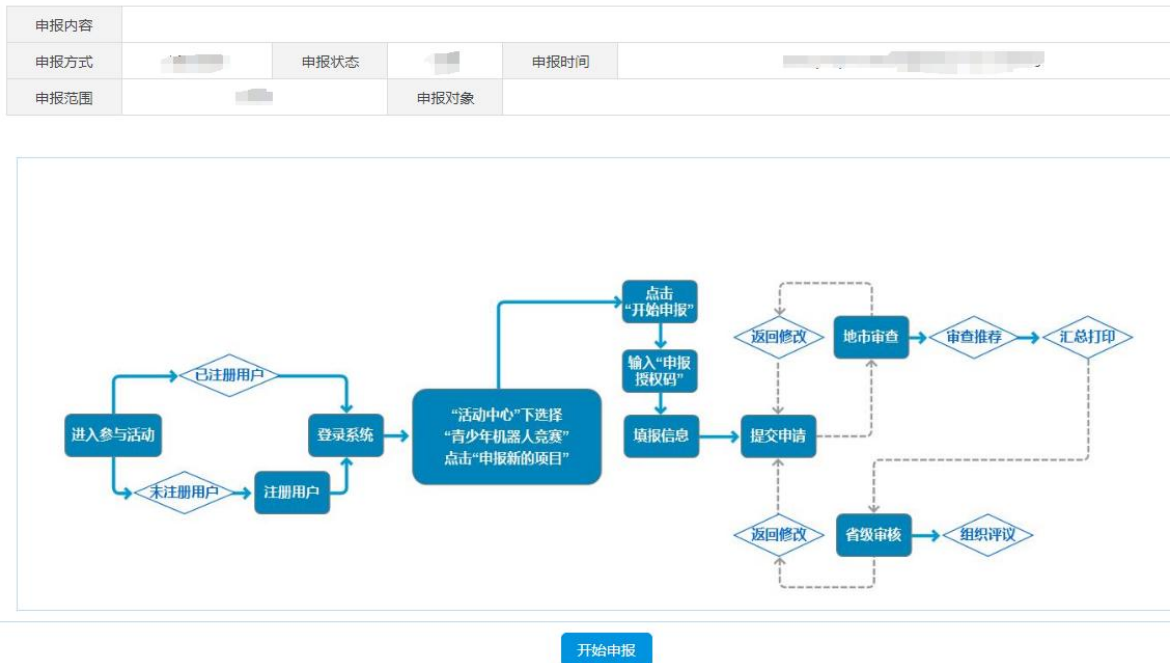 申报内容
申报方式
申报状态
申报时间
申报范围
申报对象
进入参与活动
已注册用户
未注册用户
注册用户
登录系统
“活动中心”下选择
“青少年机器人竞赛”
点击“申报新的项目”
点击
“开始申报”
输入“申报
授权码”
填报信息
提交申请
返回修改
地市审查
审查推荐
汇总打印
返回修改
省级审核
组织评议
开始申报